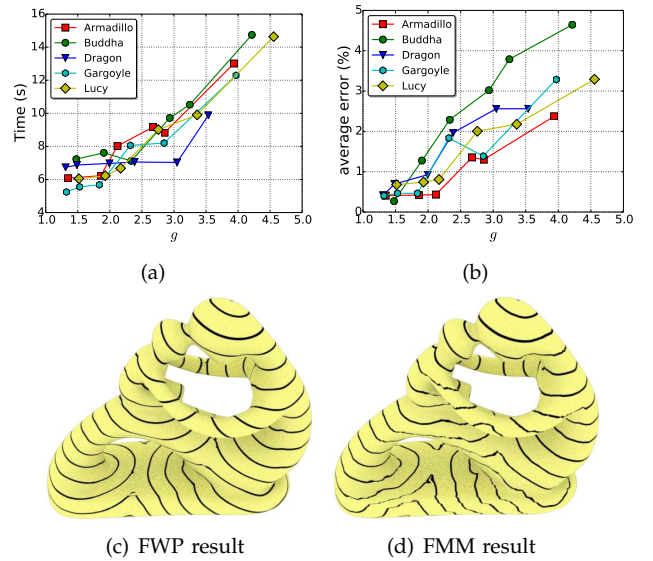 16
14
12
10
8
6
4
Time (s)
Armadillo
Buddha
Dragon
Gargoyle
Lucy
1.0 1.5 2.0 2.5 3.0 3.5 4.0 4.5 5.0
g
(a)
5
4
3
2
1
0
average error (%)
Armadillo
Buddha
Dragon
Gargoyle
Lucy
1.0 1.5 2.0 2.5 3.0 3.5 4.0 4.5 5.0
g
(b)
(c) FWP result
(d) FMM result